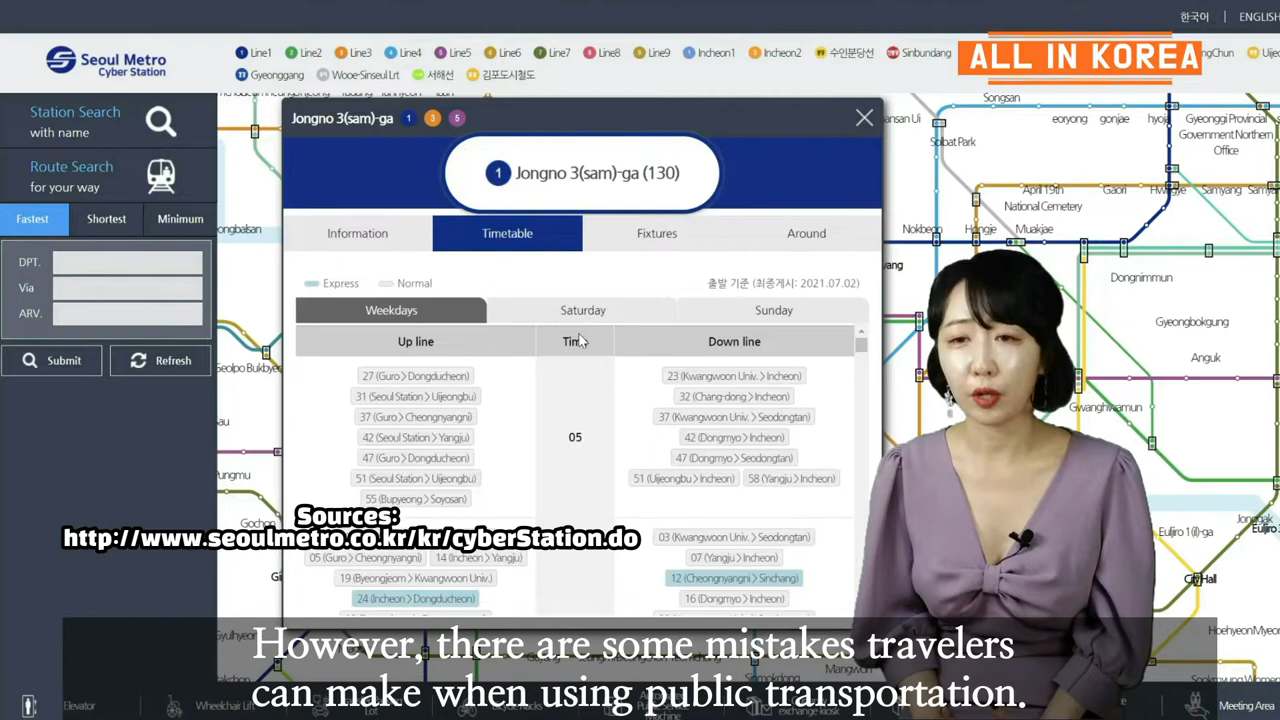 한국어
ENGLISH
Seoul Metro
Cyber Station
Line1 Line2 Line3 Line4 Line5 Line6 Line7 Line8 Line9 Incheon1 Incheon2 수인분당선 Sinbundang
Gyeonggang Wooe-Sinseul Lrt 서해선 김포도시철도
ALL IN KOREA
Station Search
with name
Route Search
for your way
Fastest Shortest Minimum
DPT.
Via
ARV.
Submit Refresh
Jongno 3(sam)-ga 1 3 5
1 Jongno 3(sam)-ga (130)
Information Timetable Fixtures Around
Express Normal 출발 기준 (최종게시: 2021.07.02)
Weekdays Saturday Sunday
Up line Down line
27 (Guro > Dongducheon) 23 (Kwangwoon Univ. > Incheon)
31 (Seoul Station > Uijeongbu) 32 (Chang-dong > Incheon)
37 (Guro > Cheongnyangni) 37 (Kwangwoon Univ. > Seodongtan)
42 (Seoul Station > Yangju) 05 42 (Dongmyo > Incheon)
47 (Guro > Dongducheon) 47 (Dongmyo > Seodongtan)
51 (Seoul Station > Uijeongbu) 51 (Uijeongbu > Incheon) 58 (Yangju > Incheon)
55 (Bupyeong > Soyosan)
03 (Kwangwoon Univ. > Incheon)
05 (Guro > Cheongnyangni) 14 (Incheon > Yangju) 07 (Yangju > Incheon)
19 (Byeongjeom > Kwangwoon Univ.) 12 (Cheongnyangni > Sinchang)
24 (Incheon > Dongducheon) 16 (Dongmyo > Incheon)
Sources:
http://www.seoulmetro.co.kr/kr/cyberStation.do
Songsan
Solbat Park
Gyeonggi Provincial
Government Northern
Office
April 19th
National Cemetery
Gaori
Samyang
Nokbeon Hongje Muakjae
Dongnimmun
Gyeongbokgung
Anguk
City Hall
However, there are some mistakes travelers
can make when using public transportation.
Elevator
Wheelchair Lift
Meeting Area